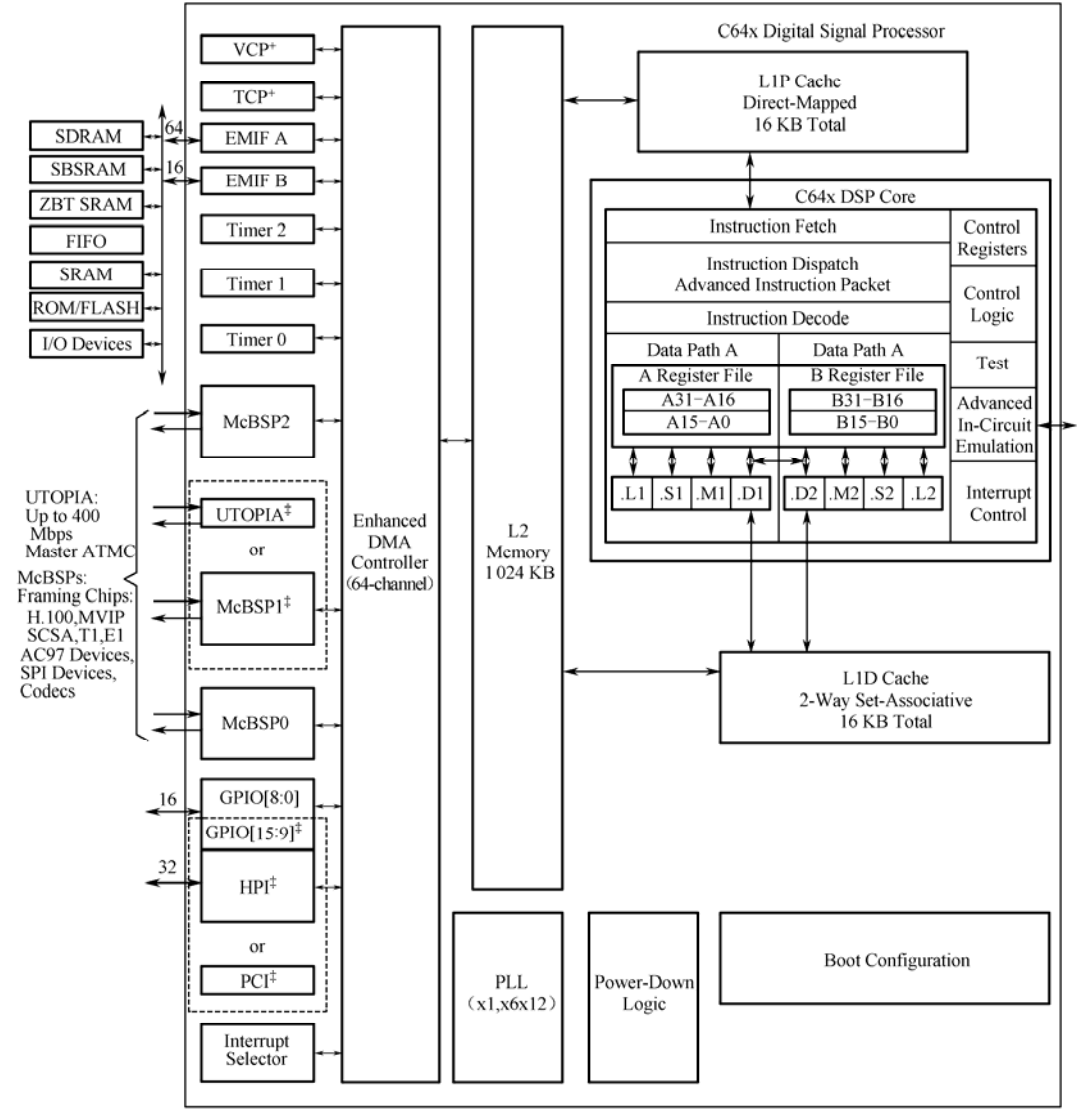 C64x Digital Signal Processor
VCP+
TCP+
64
EMIF A
16
EMIF B
Timer 2
Timer 1
Timer 0
SDRAM
SBSRAM
ZBT SRAM
FIFO
SRAM
ROM/FLASH
I/O Devices
McBSP2
UTOPIA‡
or
McBSP1‡
McBSP0
UTOPIA:
Up to 400
Mbps
Master ATMC
McBSPs:
Framing Chips:
H.100,MVIP
SCSA,T1,E1
AC97 Devices,
SPI Devices,
Codecs
16
GPIO[8:0]
GPIO[15:9]‡
32
HPI‡
or
PCI‡
Interrupt
Selector
Enhanced
DMA
Controller
(64-channel)
L2
Memory
1 024 KB
L1P Cache
Direct-Mapped
16 KB Total
C64x DSP Core
Instruction Fetch
Instruction Dispatch
Advanced Instruction Packet
Instruction Decode
Data Path A
Data Path A
A Register File
B Register File
A31-A16
B31-B16
A15-A0
B15-B0
.L1 .S1 .M1 .D1
.D2 .M2 .S2 .L2
Control
Registers
Control
Logic
Test
Advanced
In-Circuit
Emulation
Interrupt
Control
L1D Cache
2-Way Set-Associative
16 KB Total
PLL
(x1,x6x12)
Power-Down
Logic
Boot Configuration